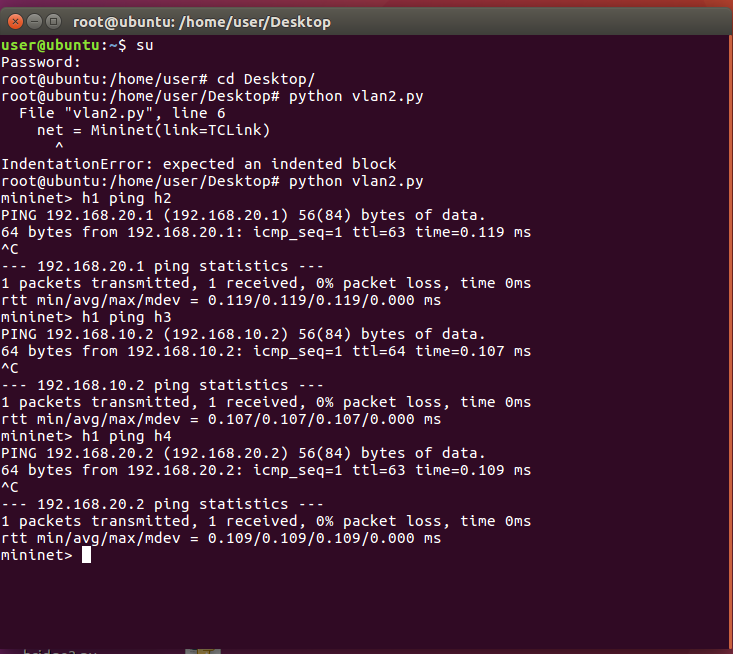 root@ubuntu: /home/user/Desktop
user@ubuntu:~$ su
Password:
root@ubuntu:/home/user# cd Desktop/
root@ubuntu:/home/user/Desktop# python vlan2.py
  File "vlan2.py", line 6
    net = Mininet(link=TCLink)
      ^
IndentationError: expected an indented block
root@ubuntu:/home/user/Desktop# python vlan2.py
mininet> h1 ping h2
PING 192.168.20.1 (192.168.20.1) 56(84) bytes of data.
64 bytes from 192.168.20.1: icmp_seq=1 ttl=63 time=0.119 ms
^C
--- 192.168.20.1 ping statistics ---
1 packets transmitted, 1 received, 0% packet loss, time 0ms
rtt min/avg/max/mdev = 0.119/0.119/0.119/0.000 ms
mininet> h1 ping h3
PING 192.168.10.2 (192.168.10.2) 56(84) bytes of data.
64 bytes from 192.168.10.2: icmp_seq=1 ttl=64 time=0.107 ms
^C
--- 192.168.10.2 ping statistics ---
1 packets transmitted, 1 received, 0% packet loss, time 0ms
rtt min/avg/max/mdev = 0.107/0.107/0.107/0.000 ms
mininet> h1 ping h4
PING 192.168.20.2 (192.168.20.2) 56(84) bytes of data.
64 bytes from 192.168.20.2: icmp_seq=1 ttl=63 time=0.109 ms
^C
--- 192.168.20.2 ping statistics ---
1 packets transmitted, 1 received, 0% packet loss, time 0ms
rtt min/avg/max/mdev = 0.109/0.109/0.109/0.000 ms
mininet>